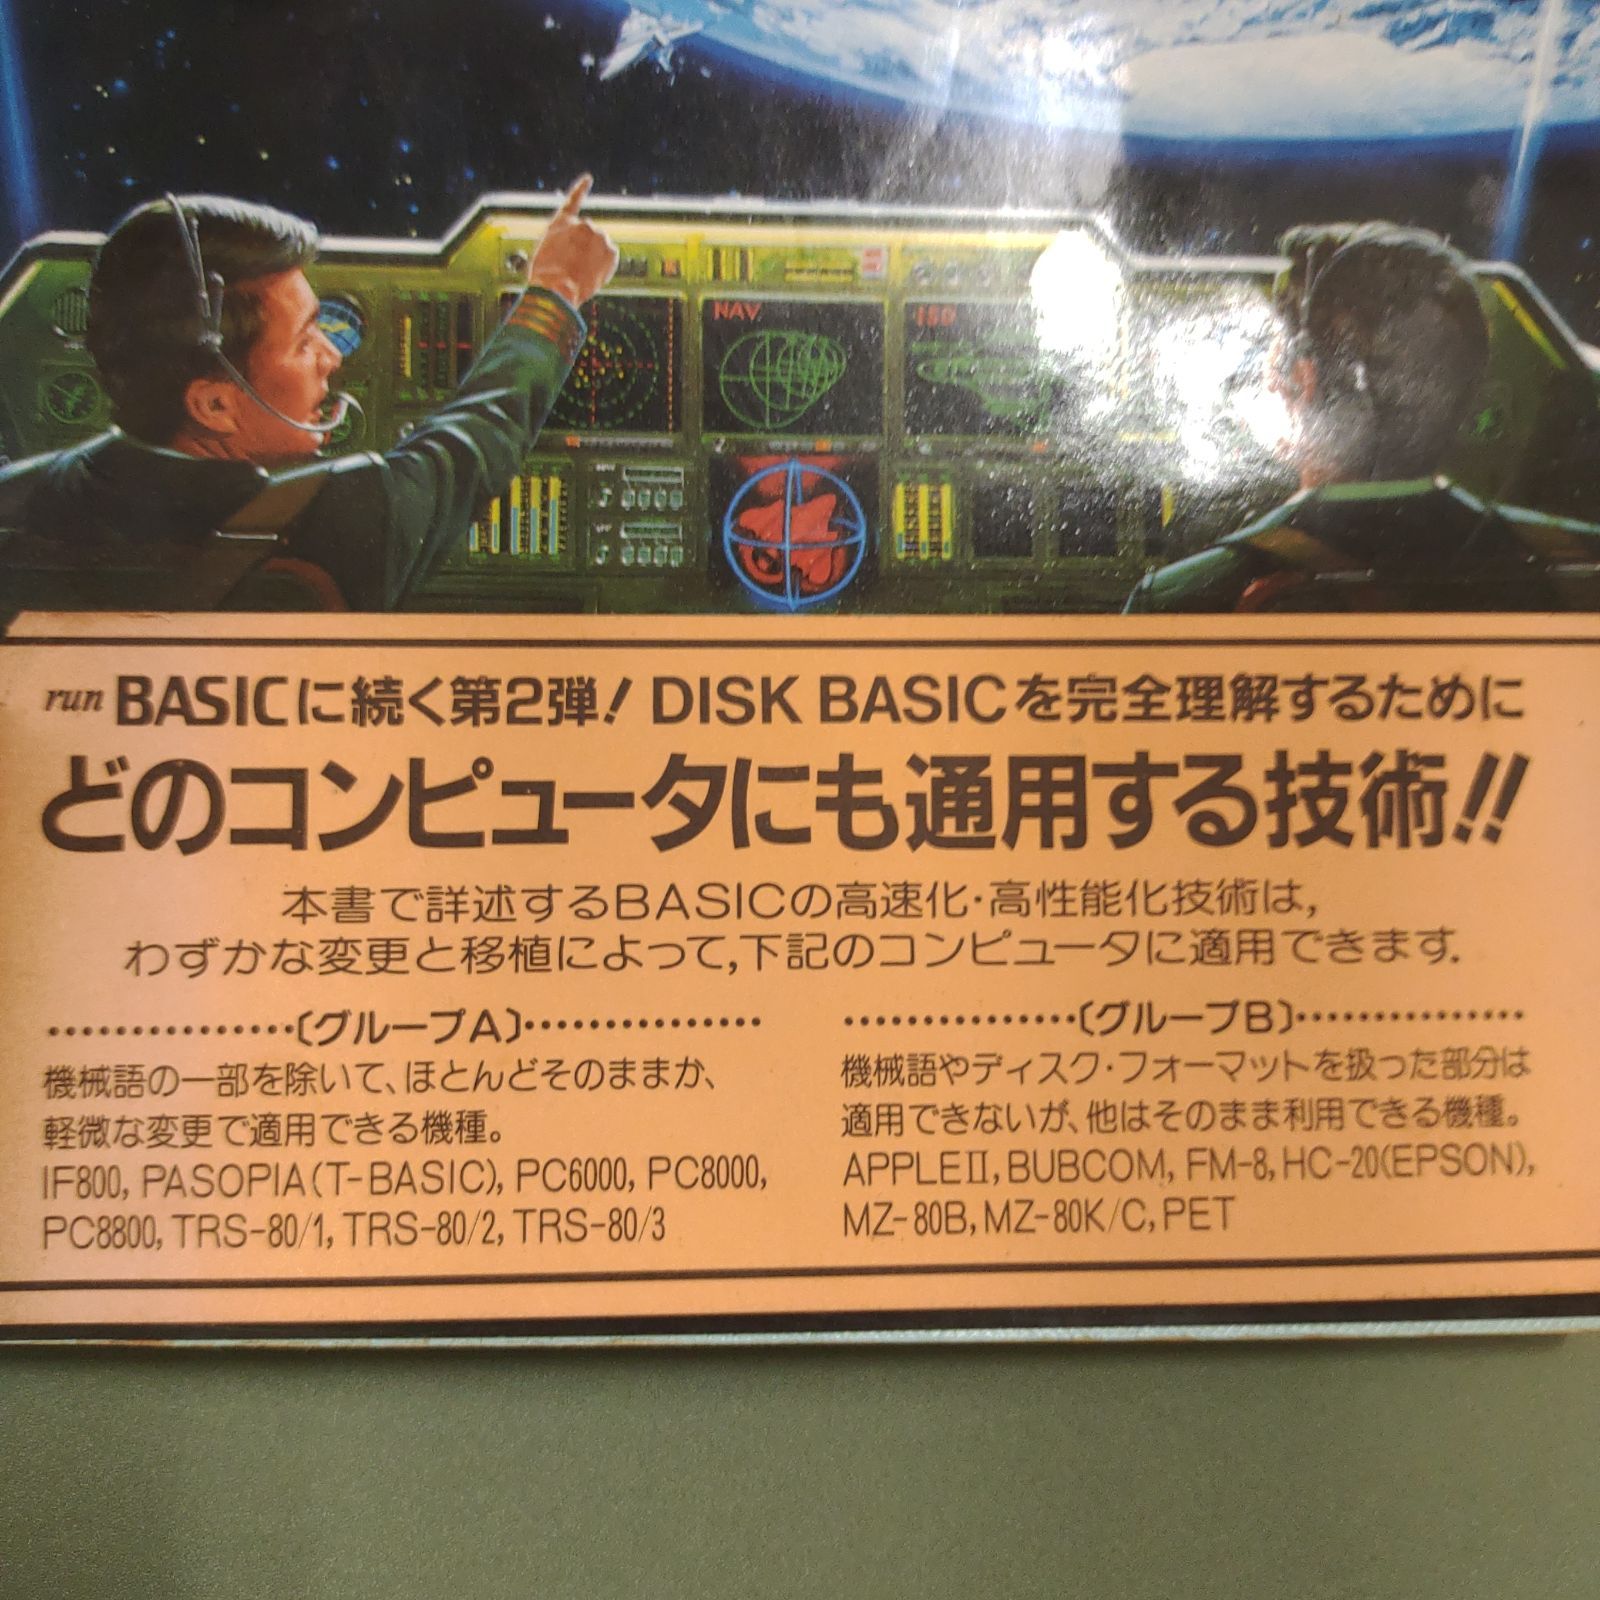 NAV
run BASICに続く第2弾! DISK BASICを完全理解するために
どのコンピュータにも通用する技術!!
本書で詳述するBASICの高速化・高性能化技術は,
わずかな変更と移植によって,下記のコンピュータに適用できます.
……………〔グループA〕……………
機械語の一部を除いて、ほとんどそのままか、
軽微な変更で適用できる機種。
IF800, PASOPIA(T-BASIC), PC6000, PC8000,
PC8800, TRS-80/1, TRS-80/2, TRS-80/3
……………〔グループB〕……………
機械語やディスク・フォーマットを扱った部分は
適用できないが、他はそのまま利用できる機種。
APPLEⅡ, BUBCOM, FM-8, HC-20(EPSON),
MZ-80B, MZ-80K/C, PET